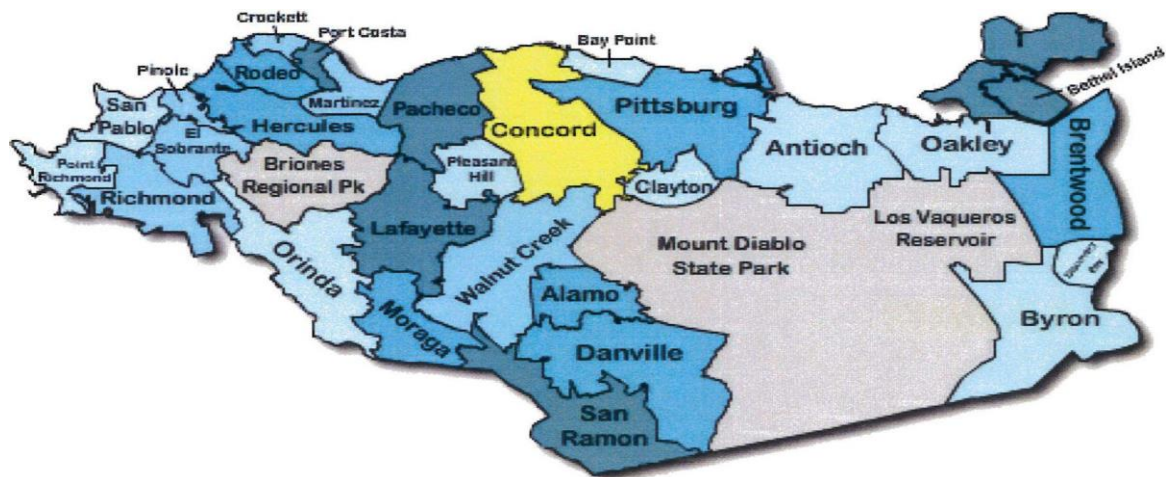 Crockett
Port Costa
Bay Point
Pinole
Rodeo
San
Pablo
Martinez
Pacheco
Pittsburg
Bethel Island
Hercules
Concord
El
Sobrante
Point
Richmond
Briones
Regional Pk
Pleasant
Hill
Antioch
Oakley
Brentwood
Richmond
Clayton
Lafayette
Los Vaqueros
Reservoir
Orinda
Walnut Creek
Mount Diablo
State Park
Discovery
Bay
Moraga
Alamo
Byron
Danville
San
Ramon